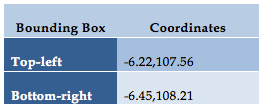 Bounding Box Coordinates
Top-left -6.22,107.56
Bottom-right -6.45,108.21